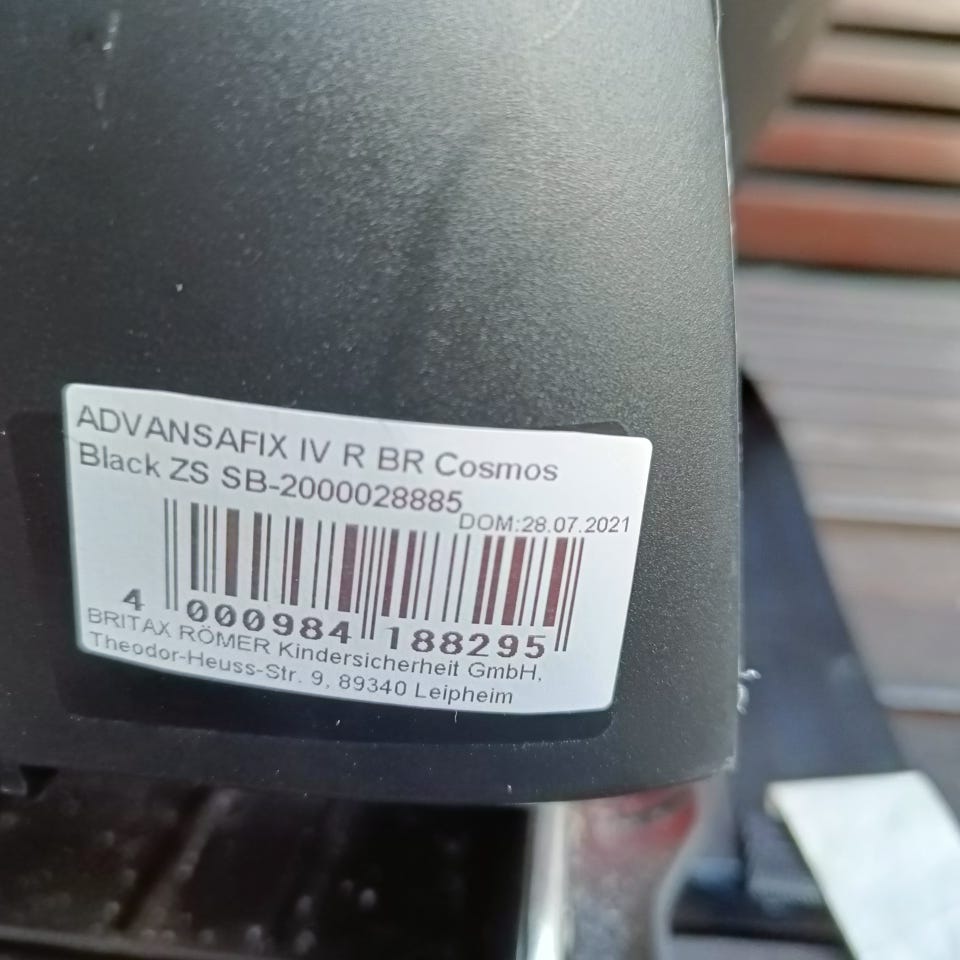 ADVANSAFIX IV R BR Cosmos
Black ZS SB-2000028885
DOM:28.07.2021
4 000984 188295
BRITAX RÖMER Kindersicherheit GmbH,
Theodor-Heuss-Str. 9, 89340 Leipheim